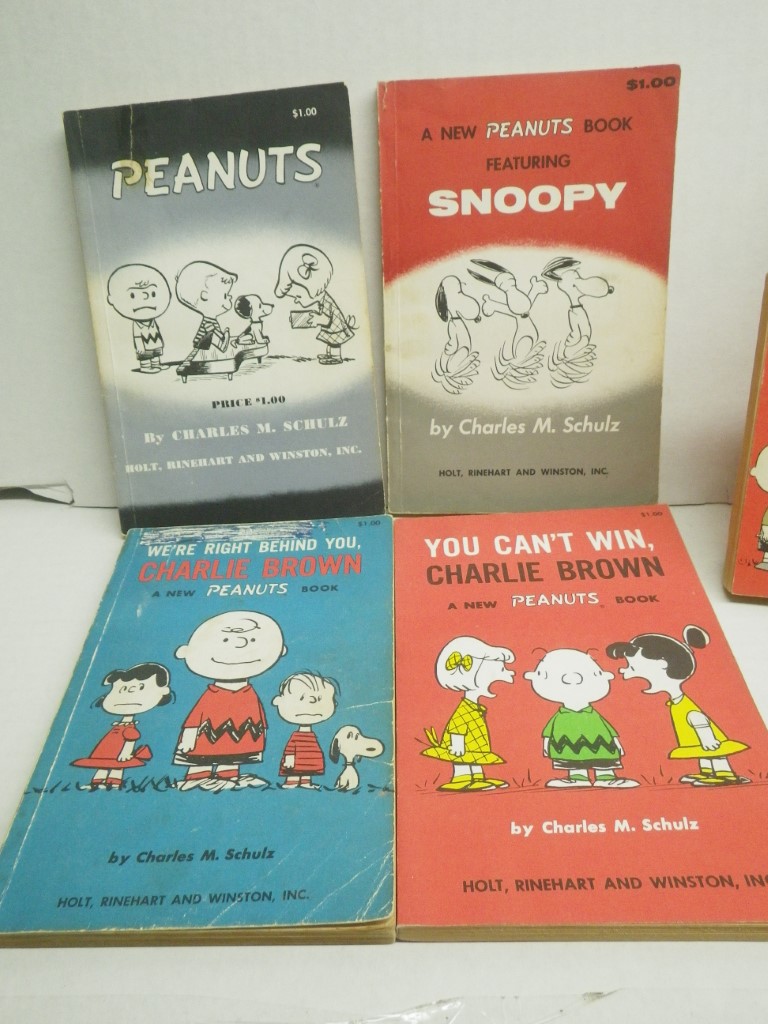 $1.00
PEANUTS
PRICE $1.00
By CHARLES M. SCHULZ
HOLT, RINEHART AND WINSTON, INC.
$1.00
A NEW PEANUTS BOOK
FEATURING
SNOOPY
by Charles M. Schulz
HOLT, RINEHART AND WINSTON, INC.
$1.00
WE'RE RIGHT BEHIND YOU,
CHARLIE BROWN
A NEW PEANUTS BOOK
by Charles M. Schulz
HOLT, RINEHART AND WINSTON, INC.
$1.00
YOU CAN'T WIN,
CHARLIE BROWN
A NEW PEANUTS BOOK
by Charles M. Schulz
HOLT, RINEHART AND WINSTON, INC